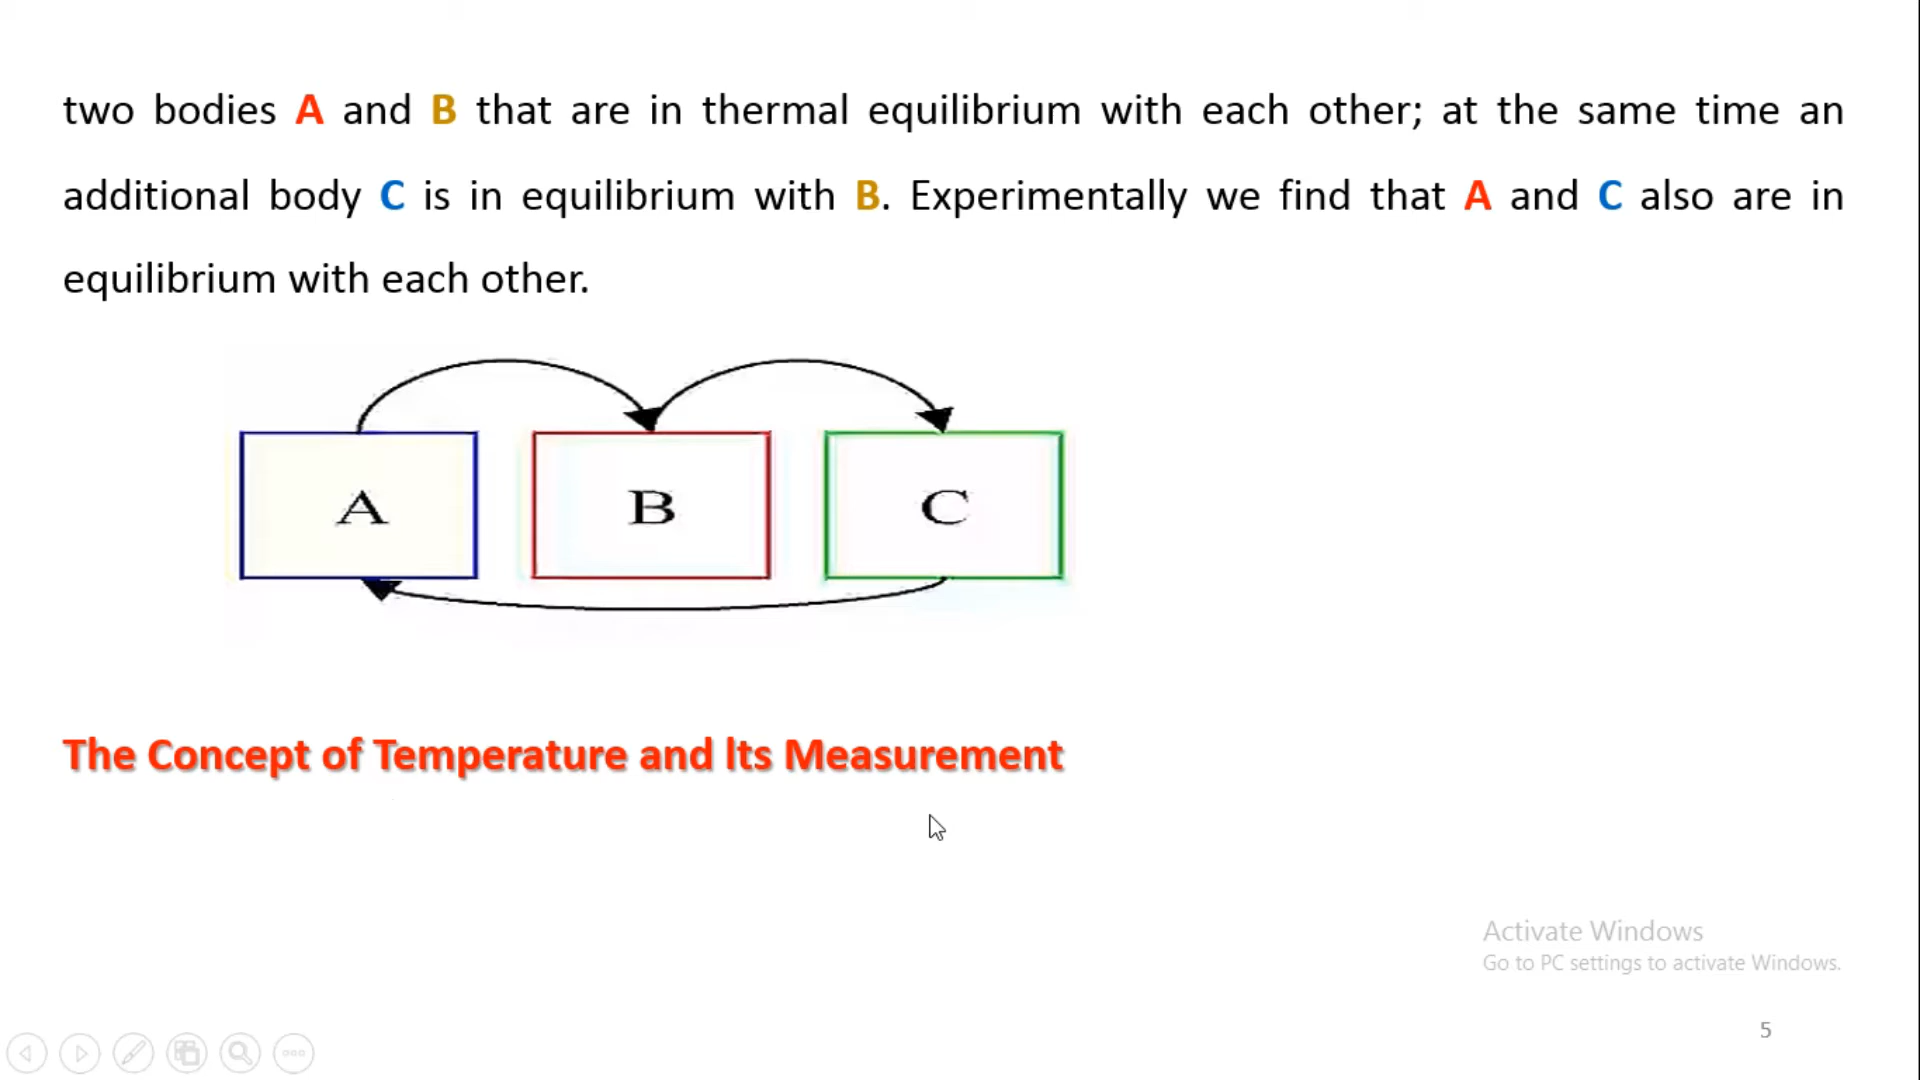 two bodies A and B that are in thermal equilibrium with each other; at the same time an
additional body C is in equilibrium with B. Experimentally we find that A and C also are in
equilibrium with each other.
A
B
C
The Concept of Temperature and Its Measurement
Activate Windows
Go to PC settings to activate Windows.
5